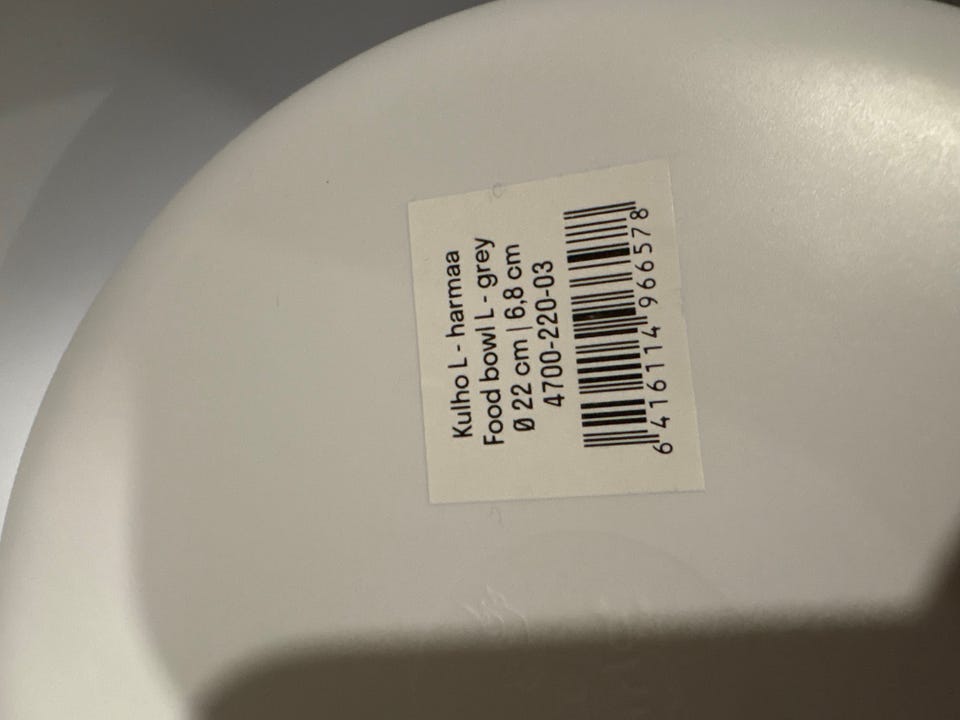 Kulho L - harmaa
Food bowl L - grey
Ø 22 cm | 6,8 cm
4700-220-03
6 416114 966578